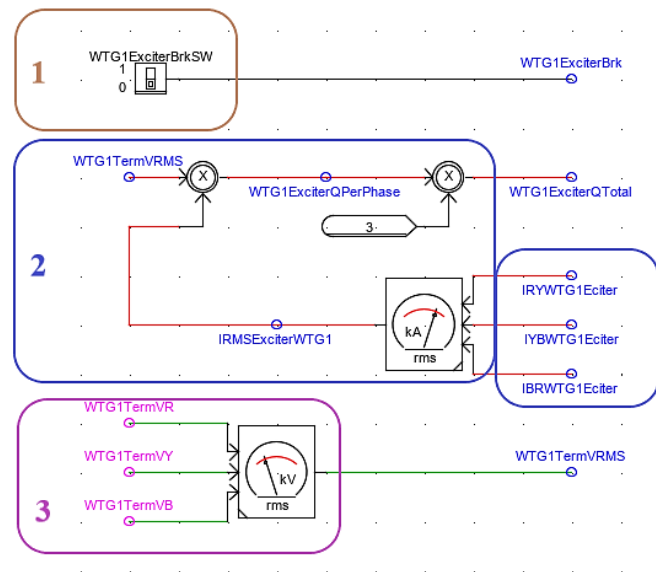 1
WTG1ExciterBrkSW
1
0
WTG1ExciterBrk
2
WTG1TermVRMS
X
WTG1ExciterQPerPhase
X
WTG1ExciterQTotal
3
IRMSExciterWTG1
kA
rms
IRYWTG1Eciter
IYBWTG1Eciter
IBRWTG1Eciter
3
WTG1TermVR
WTG1TermVY
WTG1TermVB
kV
rms
WTG1TermVRMS